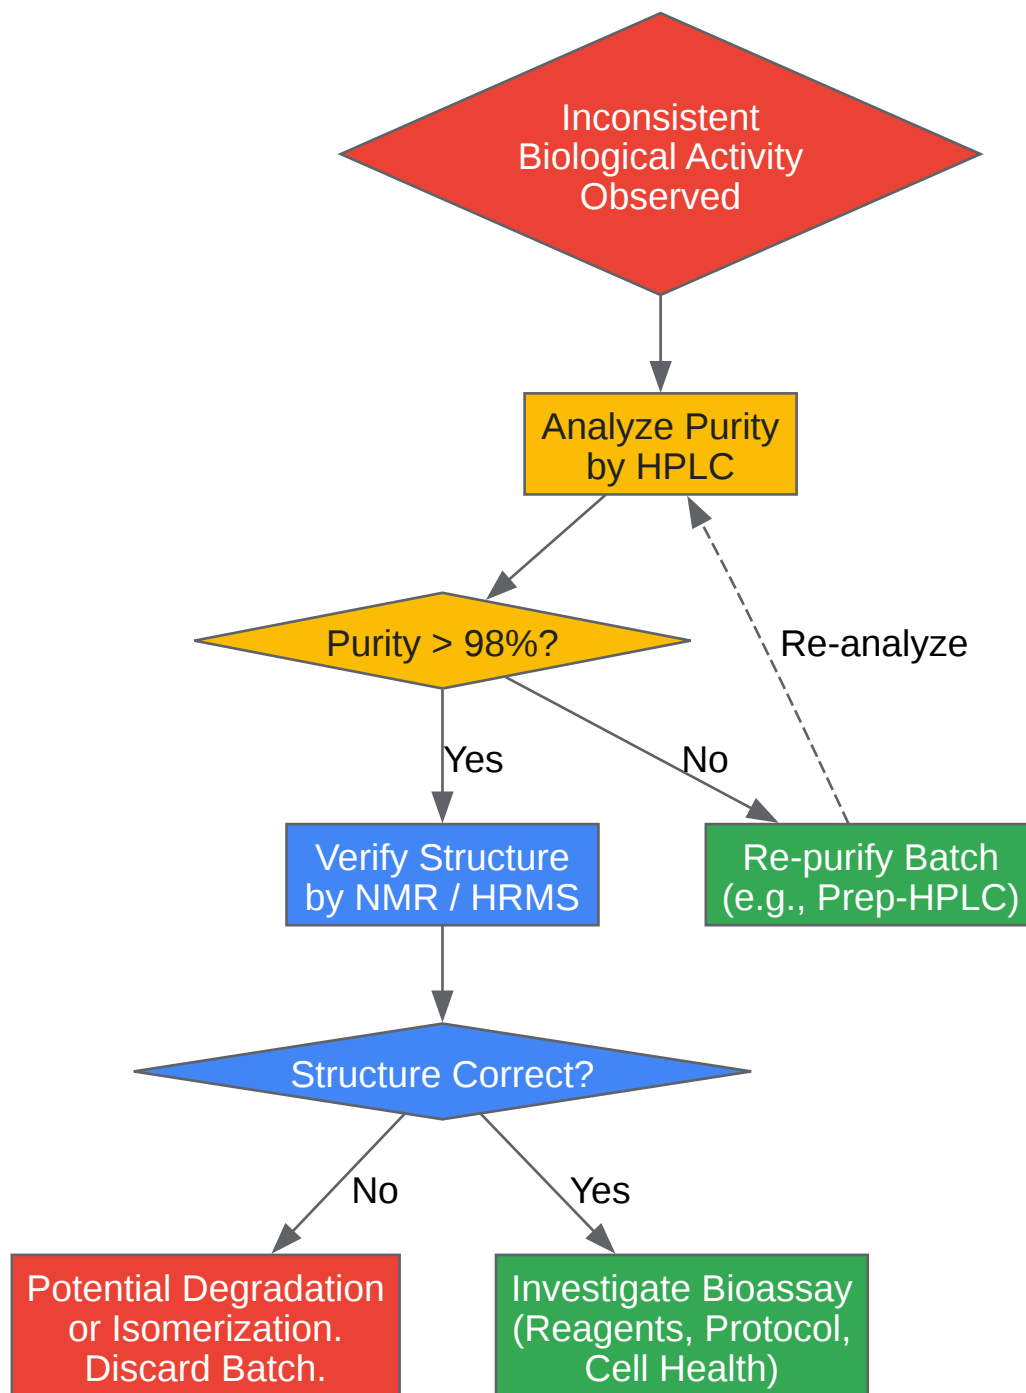 Inconsistent
Biological Activity
Observed
Analyze Purity
by HPLC
Purity > 98%?
Re-analyze
Yes
No
Verify Structure
by NMR / HRMS
Re-purify Batch
(e.g., Prep-HPLC)
Structure Correct?
No
Yes
Potential Degradation
or Isomerization.
Discard Batch.
Investigate Bioassay
(Reagents, Protocol,
Cell Health)